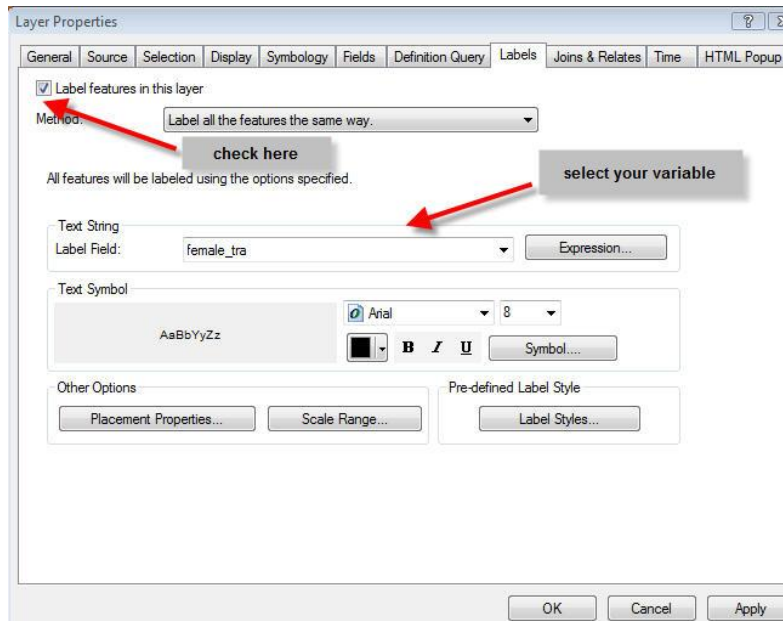 Layer Properties
General Source Selection Display Symbology Fields Definition Query Labels Joins & Relates Time HTML Popup
Label features in this layer
Method: Label all the features the same way.
check here
All features will be labeled using the options specified.
select your variable
Text String
Label Field: female_tra Expression...
Text Symbol
AaBbYyZz
Arial 8
B I U Symbol....
Other Options Pre-defined Label Style
Placement Properties... Scale Range... Label Styles...
OK Cancel Apply